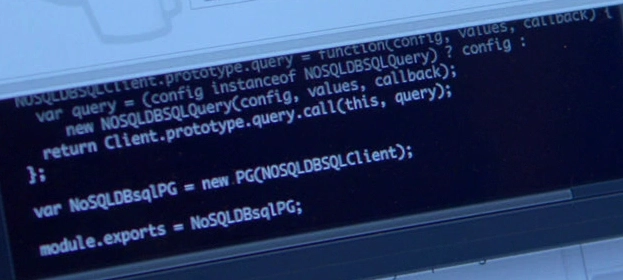 NOSQLDBSQLClient.prototype.query = function(config, values, callback) {
var query = (config instanceof NOSQLDBSQLQuery) ? config :
new NOSQLDBSQLQuery(config, values, callback);
return Client.prototype.query.call(this, query);
};
var NoSQLDBsqlPG = new PG(NOSQLDBSQLClient);
module.exports = NoSQLDBsqlPG;